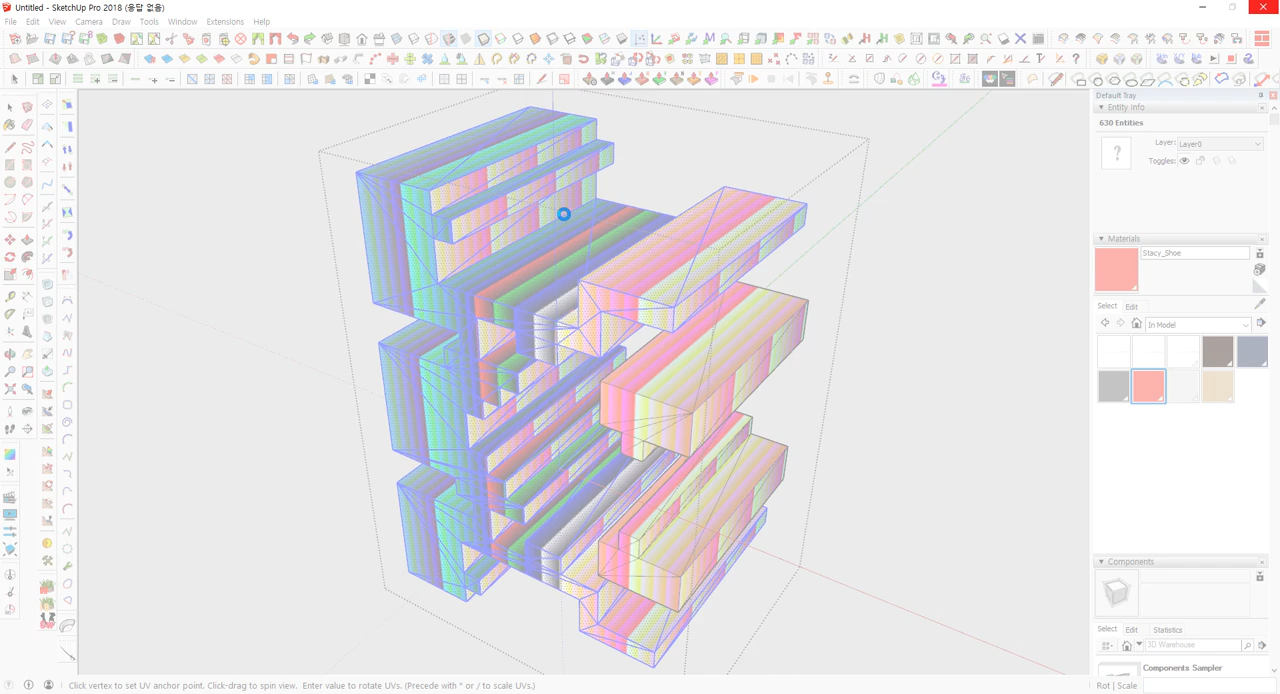 Untitled - SketchUp Pro 2018 (응답 없음)
File Edit View Camera Draw Tools Window Extensions Help
Default Tray
Entity Info
630 Entities
Layer: Layer0
Toggles:
Materials
Stacy_Shoe
Select Edit
In Model
Components
Select Edit Statistics
3D Warehouse
Components Sampler
Click vertex to set UV anchor point. Click-drag to spin view. Enter value to rotate UVs. (Precede with * or / to scale UVs.)
Rot | Scale